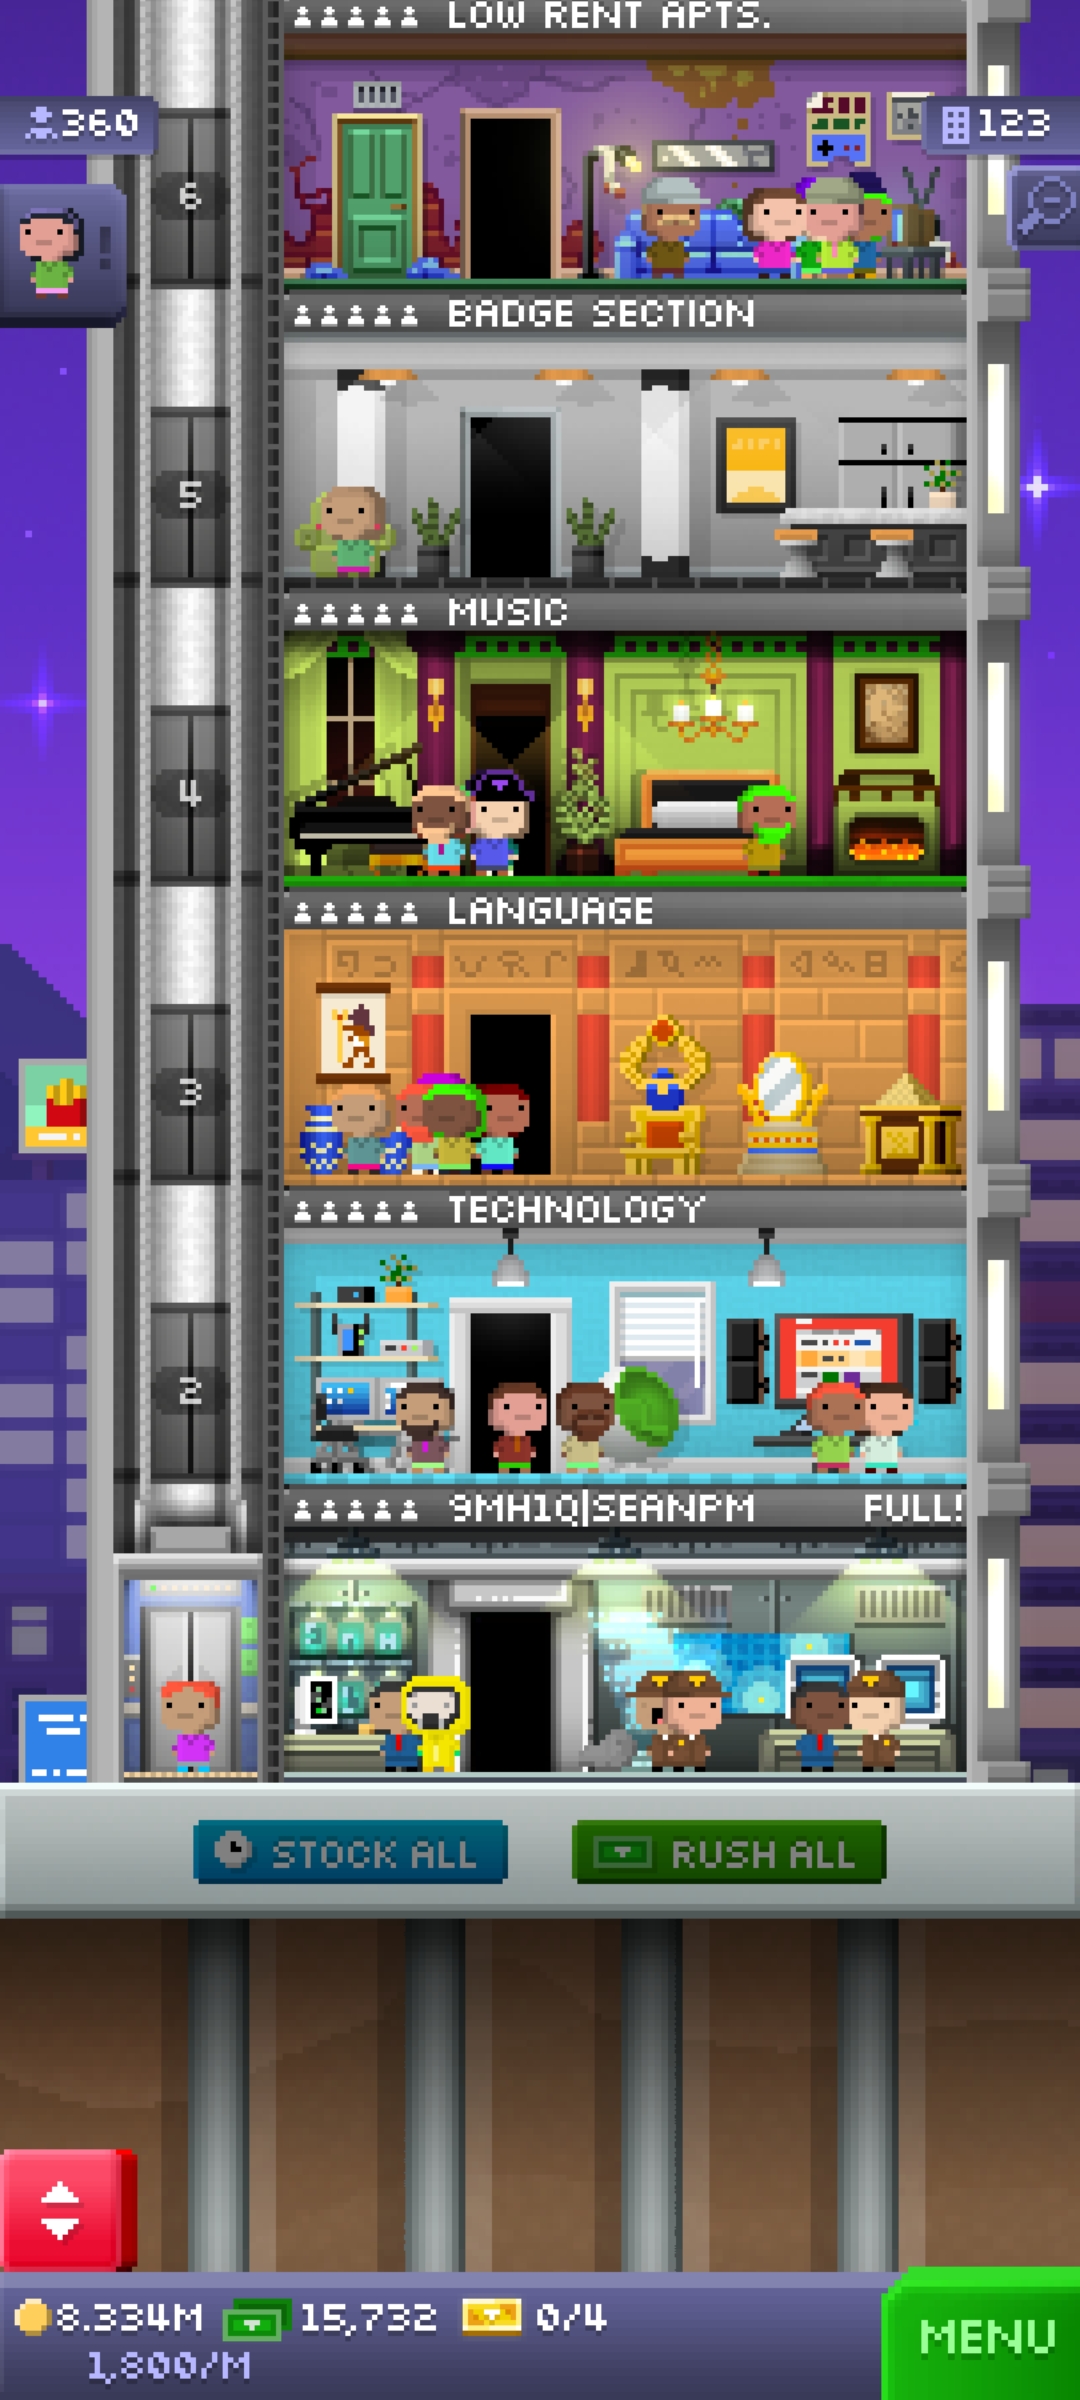 LOW RENT APTS.
360
123
6
BADGE SECTION
5
MUSIC
4
LANGUAGE
3
TECHNOLOGY
2
9MH1Q|SEANPM FULL!
STOCK ALL
RUSH ALL
8.334M 15,732 0/4
1,800/M
MENU